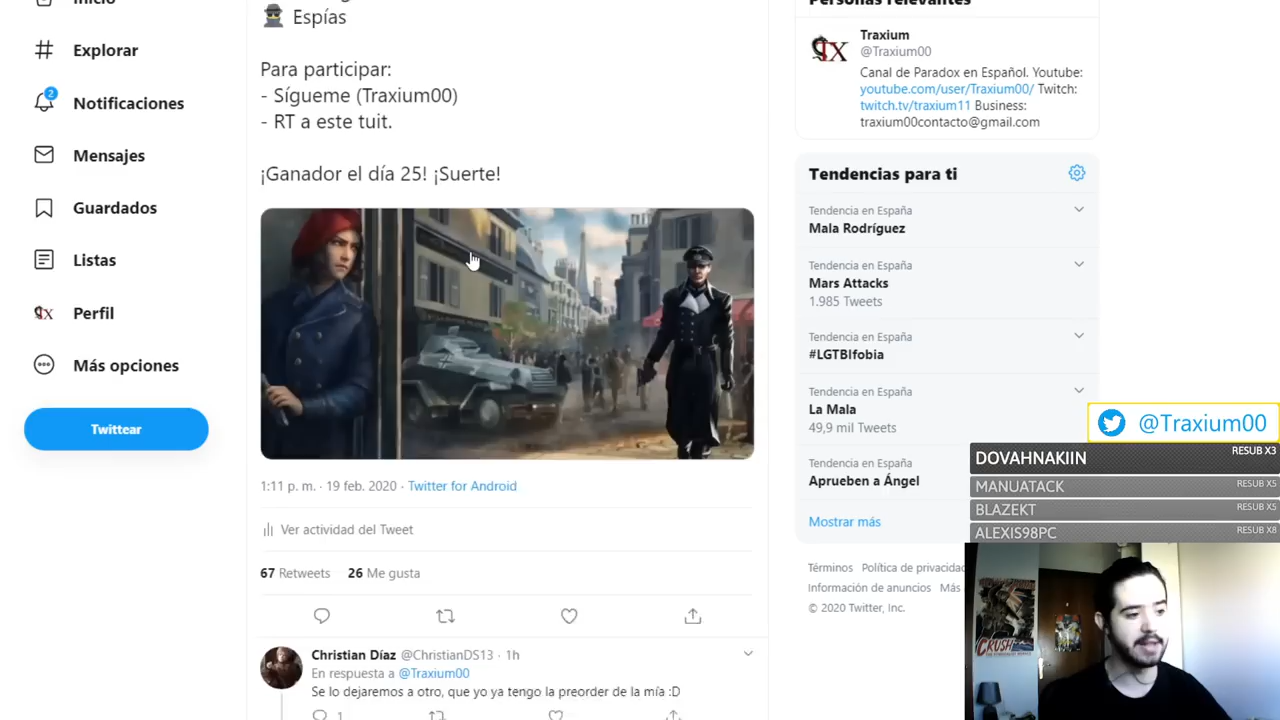 Inicio
Explorar
2
Notificaciones
Mensajes
Guardados
Listas
Perfil
Más opciones
Twittear
Espías
Para participar:
- Sígueme (Traxium00)
- RT a este tuit.
¡Ganador el día 25! ¡Suerte!
1:11 p. m. · 19 feb. 2020 · Twitter for Android
Ver actividad del Tweet
67 Retweets 26 Me gusta
Christian Díaz @ChristianDS13 · 1h
En respuesta a @Traxium00
Se lo dejaremos a otro, que yo ya tengo la preorder de la mía :D
1
Personas relevantes
Traxium
@Traxium00
Canal de Paradox en Español. Youtube:
youtube.com/user/Traxium00/ Twitch:
twitch.tv/traxium11 Business:
traxium00contacto@gmail.com
Tendencias para ti
Tendencia en España
Mala Rodríguez
Tendencia en España
Mars Attacks
1.985 Tweets
Tendencia en España
#LGTBIfobia
Tendencia en España
La Mala
49,9 mil Tweets
Tendencia en España
Aprueben a Ángel
Mostrar más
Términos Política de privacidad
Información de anuncios Más
© 2020 Twitter, Inc.
@Traxium00
DOVAHNAKIIN RESUB X3
MANUATACK RESUB X5
BLAZEKT RESUB X5
ALEXIS98PC RESUB X8
CRUSH